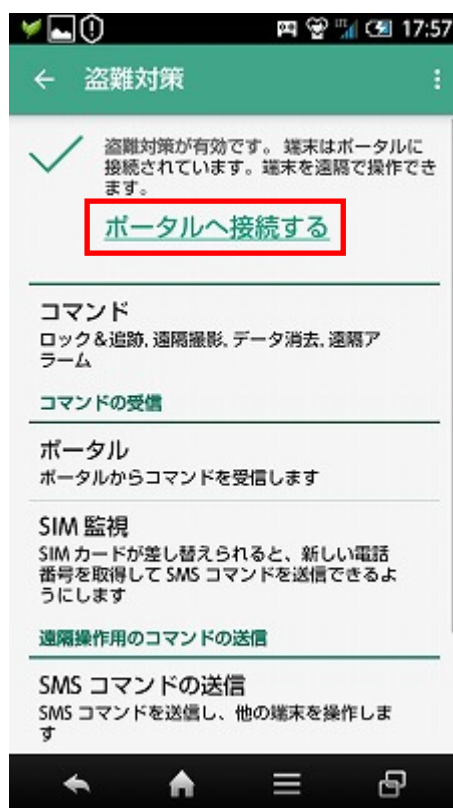 17:57
盗難対策
盗難対策が有効です。端末はポータルに
接続されています。端末を遠隔で操作でき
ます。
ポータルへ接続する
コマンド
ロック&追跡, 遠隔撮影, データ消去, 遠隔ア
ラーム
コマンドの受信
ポータル
ポータルからコマンドを受信します
SIM 監視
SIM カードが差し替えられると、新しい電話
番号を取得して SMS コマンドを送信できるよ
うにします
遠隔操作用のコマンドの送信
SMS コマンドの送信
SMS コマンドを送信し、他の端末を操作しま
す